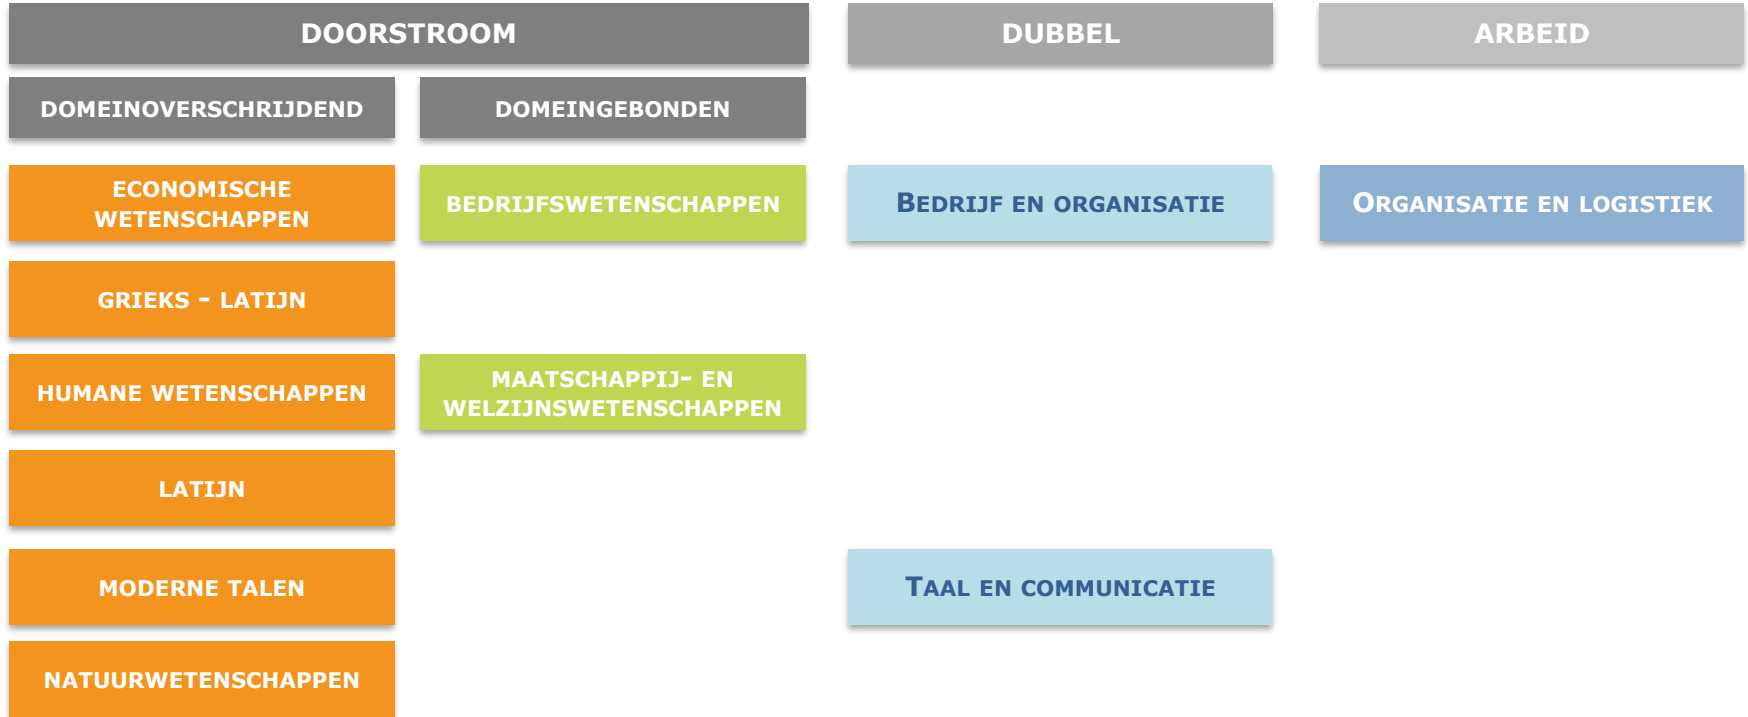 DOORSTROOM
DUBBEL
ARBEID
DOMEINOVERSCHRIJDEND
DOMEINGEBONDEN
ECONOMISCHE
WETENSCHAPPEN
BEDRIJFSWETENSCHAPPEN
BEDRIJF EN ORGANISATIE
ORGANISATIE EN LOGISTIEK
GRIEKS - LATIJN
HUMANE WETENSCHAPPEN
MAATSCHAPPIJ- EN
WELZIJNSWETENSCHAPPEN
LATIJN
MODERNE TALEN
TAAL EN COMMUNICATIE
NATUURWETENSCHAPPEN